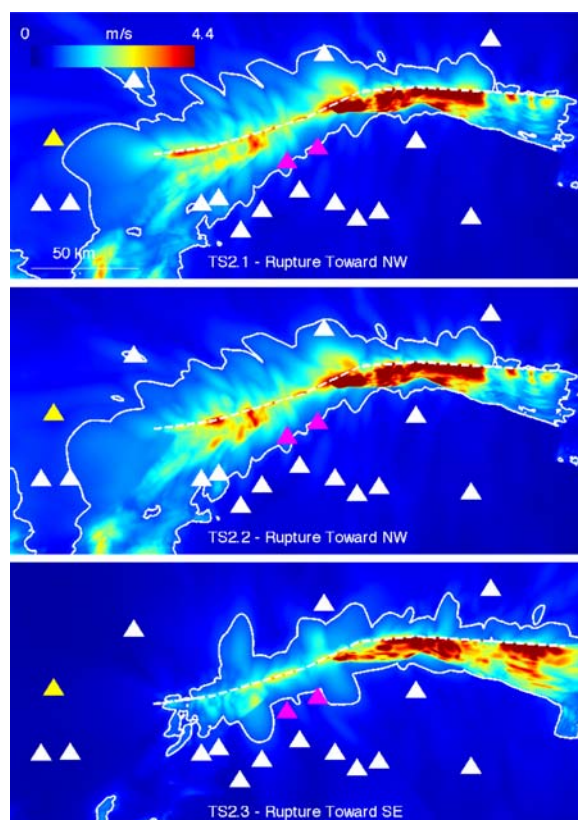 0 m/s 4.4
50 km
TS2.1 - Rupture Toward NW
TS2.2 - Rupture Toward NW
TS2.3 - Rupture Toward SE